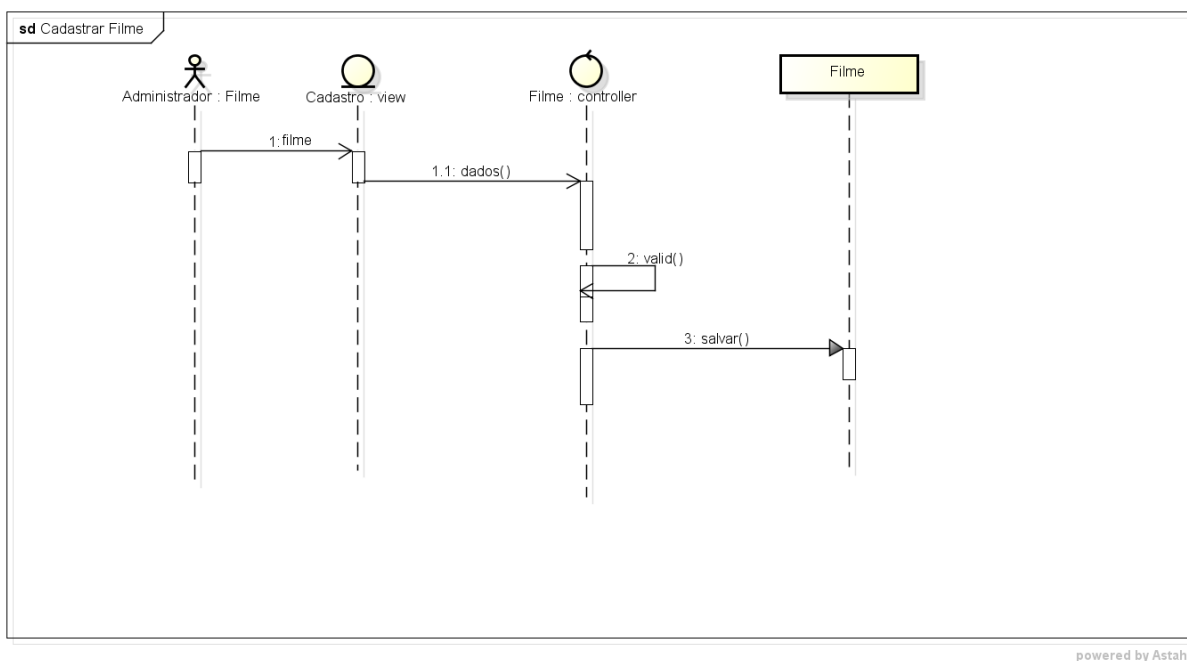 sd Cadastrar Filme
Administrador : Filme
Cadastro : view
Filme : controller
Filme
1: filme
1.1: dados()
2: valid()
3: salvar()
powered by Astah